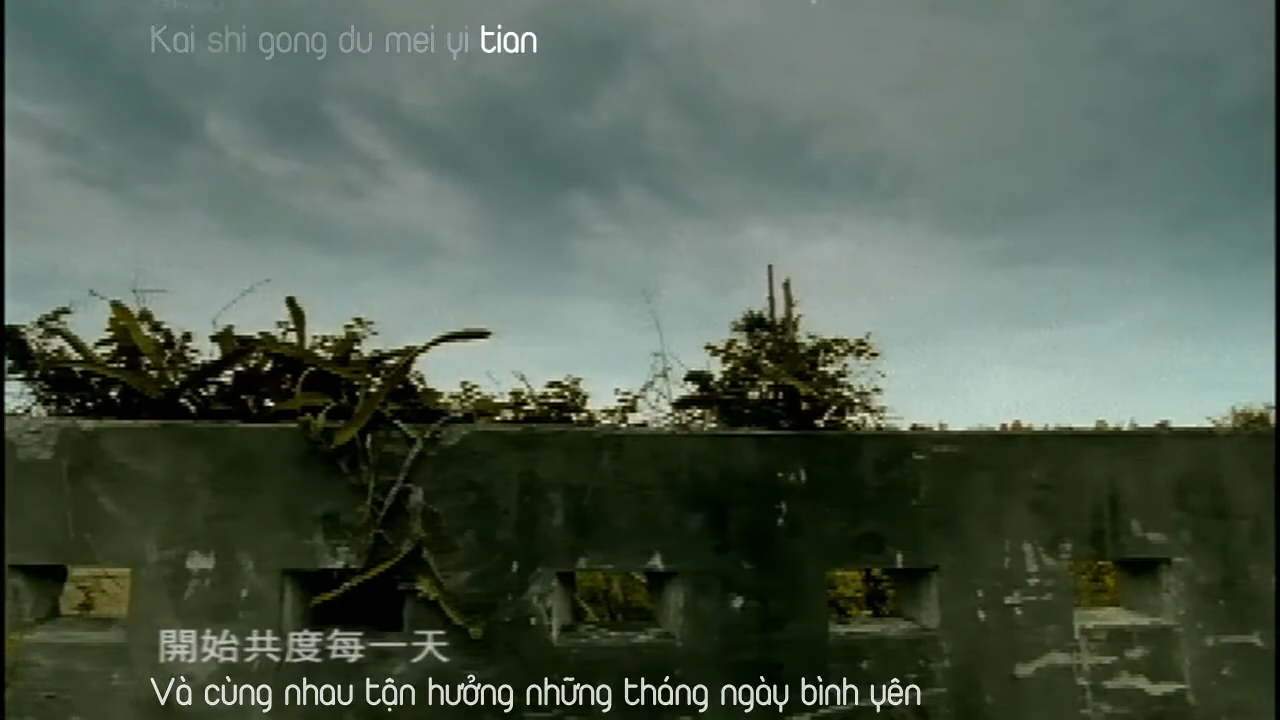 Kai shi gong du mei yi tian
開始共度每一天
Và cùng nhau tận hưởng những tháng ngày bình yên